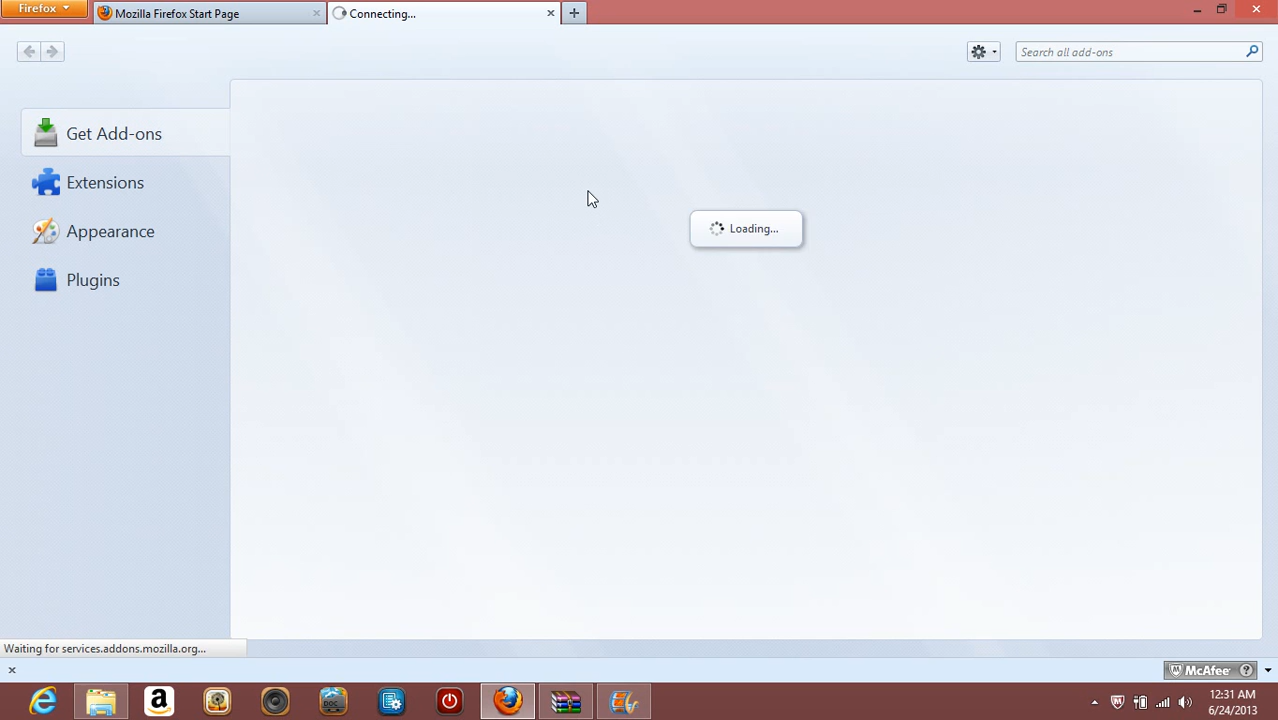 Firefox
Mozilla Firefox Start Page
Connecting...
Search all add-ons
Get Add-ons
Extensions
Appearance
Plugins
Loading...
Waiting for services.addons.mozilla.org...
McAfee
DOC
12:31 AM
6/24/2013